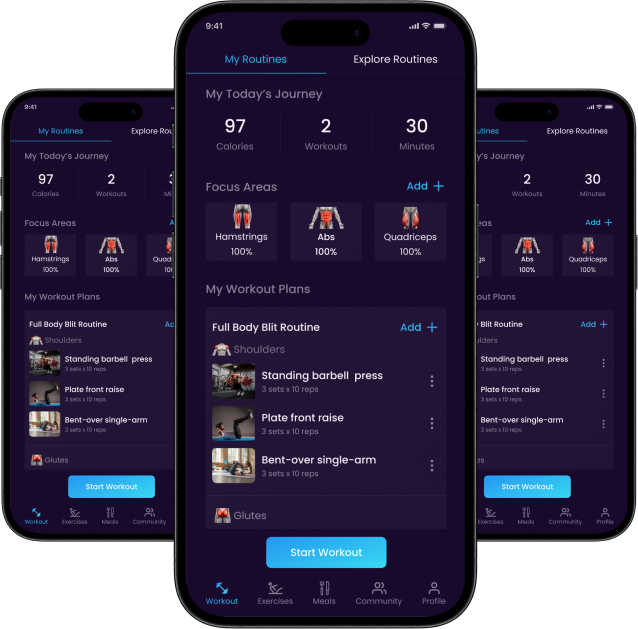 9:41
My Routines
Explore Routines
My Today's Journey
97
2
30
Calories
Workouts
Minutes
Focus Areas
Add +
Hamstrings
Abs
Quadriceps
100%
100%
100%
My Workout Plans
Full Body Blit Routine
Add +
Shoulders
Standing barbell press
3 sets x 10 reps
Plate front raise
3 sets x 10 reps
Bent-over single-arm
3 sets x 10 reps
Glutes
Start Workout
Workout
Exercises
Meals
Community
Profile
9:41
My Routines
Explore Rou
My Today's Journey
97
2
3
Calories
Workouts
Mi
Focus Areas
A
Hamstrings
Abs
Qua
100%
100%
10
My Workout Plans
Full Body Blit Routine
Ad
Shoulders
Standing barbell press
3 sets x 10 reps
Plate front raise
3 sets x 10 reps
Bent-over single-arm
3 sets x 10 reps
Glutes
Start Workout
Workout
Exercises
Meals
Community
utines
Explore Routines
y's Journey
2
30
Workouts
Minutes
as
Add +
Abs
Quadriceps
100%
100%
ut Plans
y Blit Routine
Add +
ulders
Standing barbell press
3 sets x 10 reps
Plate front raise
3 sets x 10 reps
Bent-over single-arm
3 sets x 10 reps
tes
Start Workout
Exercises
Meals
Community
Profile